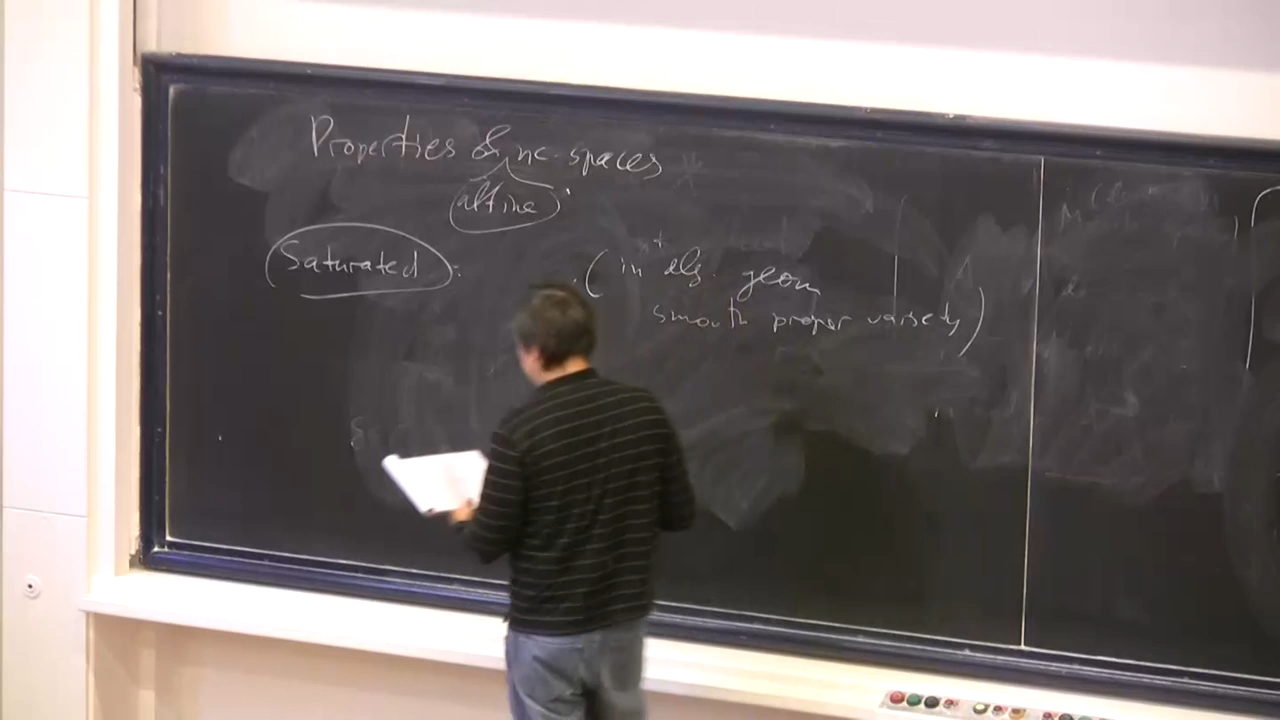 Properties of nc. spaces
affine
Saturated:
(in alg. geom
smooth proper variety)